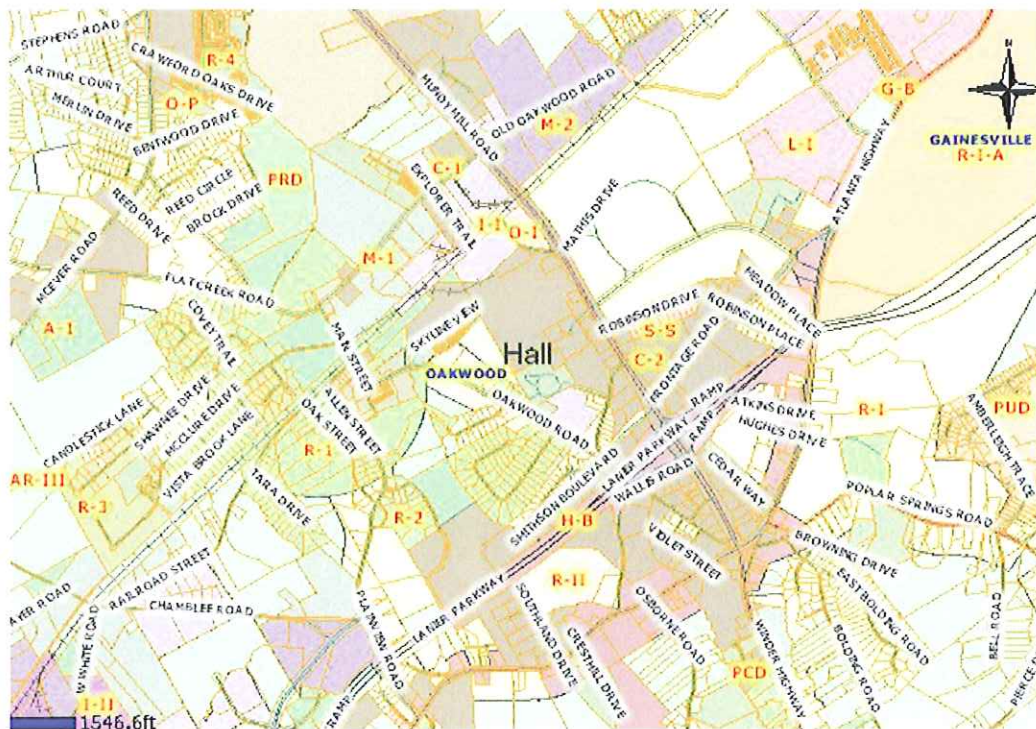 STEPHENS ROAD
CRAWFORD OAKS DRIVE
R-4
ARTHUR COURT
O-P
MERLIN DRIVE
BENTWOOD DRIVE
MUNDY MILL ROAD
OLD OAKWOOD ROAD
M-2
G-B
N
GAINESVILLE
R-I-A
L-I
ATLANTA HIGHWAY
PRD
C-1
EXPLORER TRAIL
REED CIRCLE
REED DRIVE
BROCK DRIVE
I-1
O-I
MATHIS DRIVE
MCEVER ROAD
M-1
FLAT CREEK ROAD
MEADOW PLACE
ROBINSON DRIVE
ROBINSON PLACE
S-S
A-1
COVEY TRAIL
MAIN STREET
SKYLINE VIEW
Hall
OAKWOOD
C-2
FRONTAGE ROAD
CANDLESTICK LANE
SHAWNEE DRIVE
MCCLURE DRIVE
VISTA BROOK LANE
ALLEN STREET
OAK STREET
OAKWOOD ROAD
RAMP
ATKINS DRIVE
HUGHES DRIVE
R-1
PUD
AMBERLEIGH TRACE
AR-III
R-3
R-1
TARA DRIVE
R-2
SMITHSON BOULEVARD
LANIER PARKWAY
RAMP
WALLIS ROAD
CEDAR WAY
POPLAR SPRINGS ROAD
H-B
VIOLET STREET
BROWNING DRIVE
RAILROAD STREET
R-II
EAST BOLDING ROAD
CHAMBLEE ROAD
W WHITE ROAD
PLAINVIEW ROAD
LANIER PARKWAY
SOUTHLAND DRIVE
CRESTHILL DRIVE
OSBORNE ROAD
PCD
WINDER HIGHWAY
BOLDING ROAD
BELL ROAD
I-II
RAMP
1546.6ft